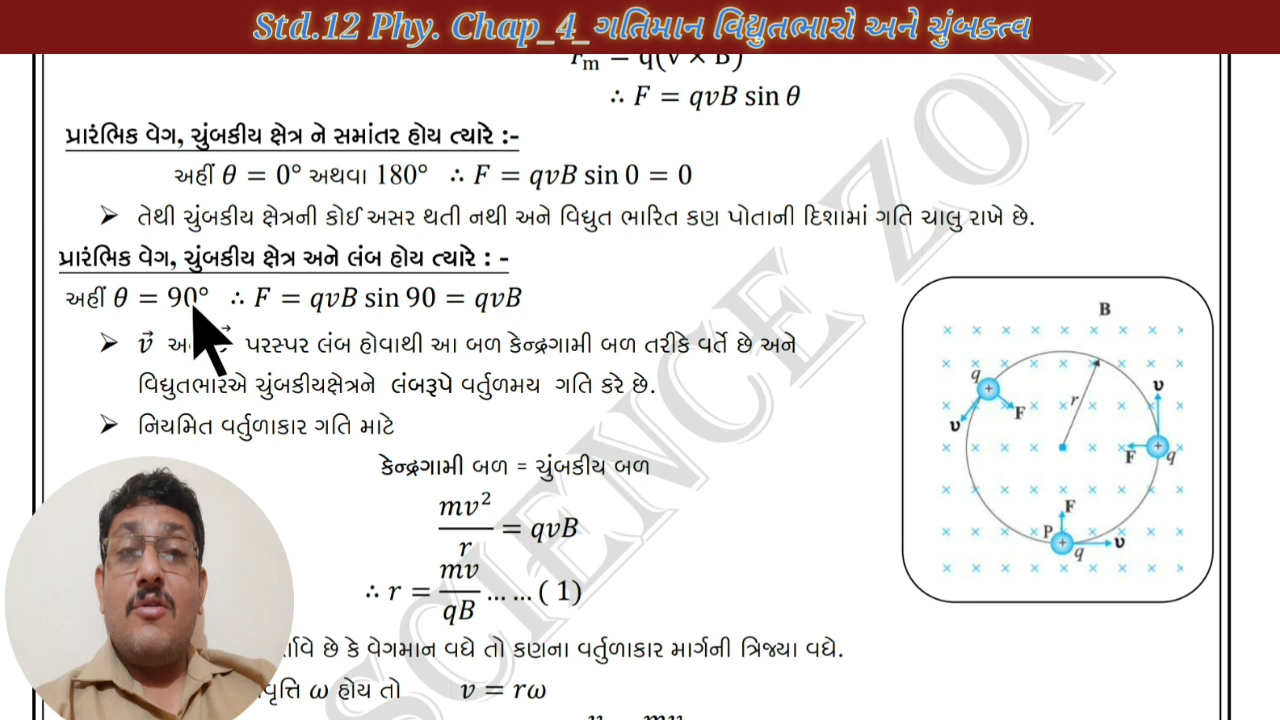 Std.12 Phy. Chap_4_ગતિમાન વિદ્યુતભારો અને ચુંબકત્વ
∴ F = qvB sin θ
પ્રારંભિક વેગ, ચુંબકીય ક્ષેત્ર ને સમાંતર હોય ત્યારે :-
અહીં θ = 0° અથવા 180° ∴ F = qvB sin 0 = 0
➢ તેથી ચુંબકીય ક્ષેત્રની કોઈ અસર થતી નથી અને વિદ્યુત ભારિત કણ પોતાની દિશામાં ગતિ ચાલુ રાખે છે.
પ્રારંભિક વેગ, ચુંબકીય ક્ષેત્ર અને લંબ હોય ત્યારે : -
અહીં θ = 90° ∴ F = qvB sin 90 = qvB
➢ v⃗ પરસ્પર લંબ હોવાથી આ બળ કેન્દ્રગામી બળ તરીકે વર્તે છે અને
વિદ્યુતભારએ ચુંબકીયક્ષેત્રને લંબરૂપે વર્તુળમય ગતિ કરે છે.
➢ નિયમિત વર્તુળાકાર ગતિ માટે
કેન્દ્રગામી બળ = ચુંબકીય બળ
mv²/r = qvB
∴ r = mv/qB ... ... ( 1)
છે કે વેગમાન વધે તો કણના વર્તુળાકાર માર્ગની ત્રિજ્યા વધે.
ω હોય તો v = rω
B
q
F
v
r
v
F
q
F
P
v
q
SCIENCE ZON